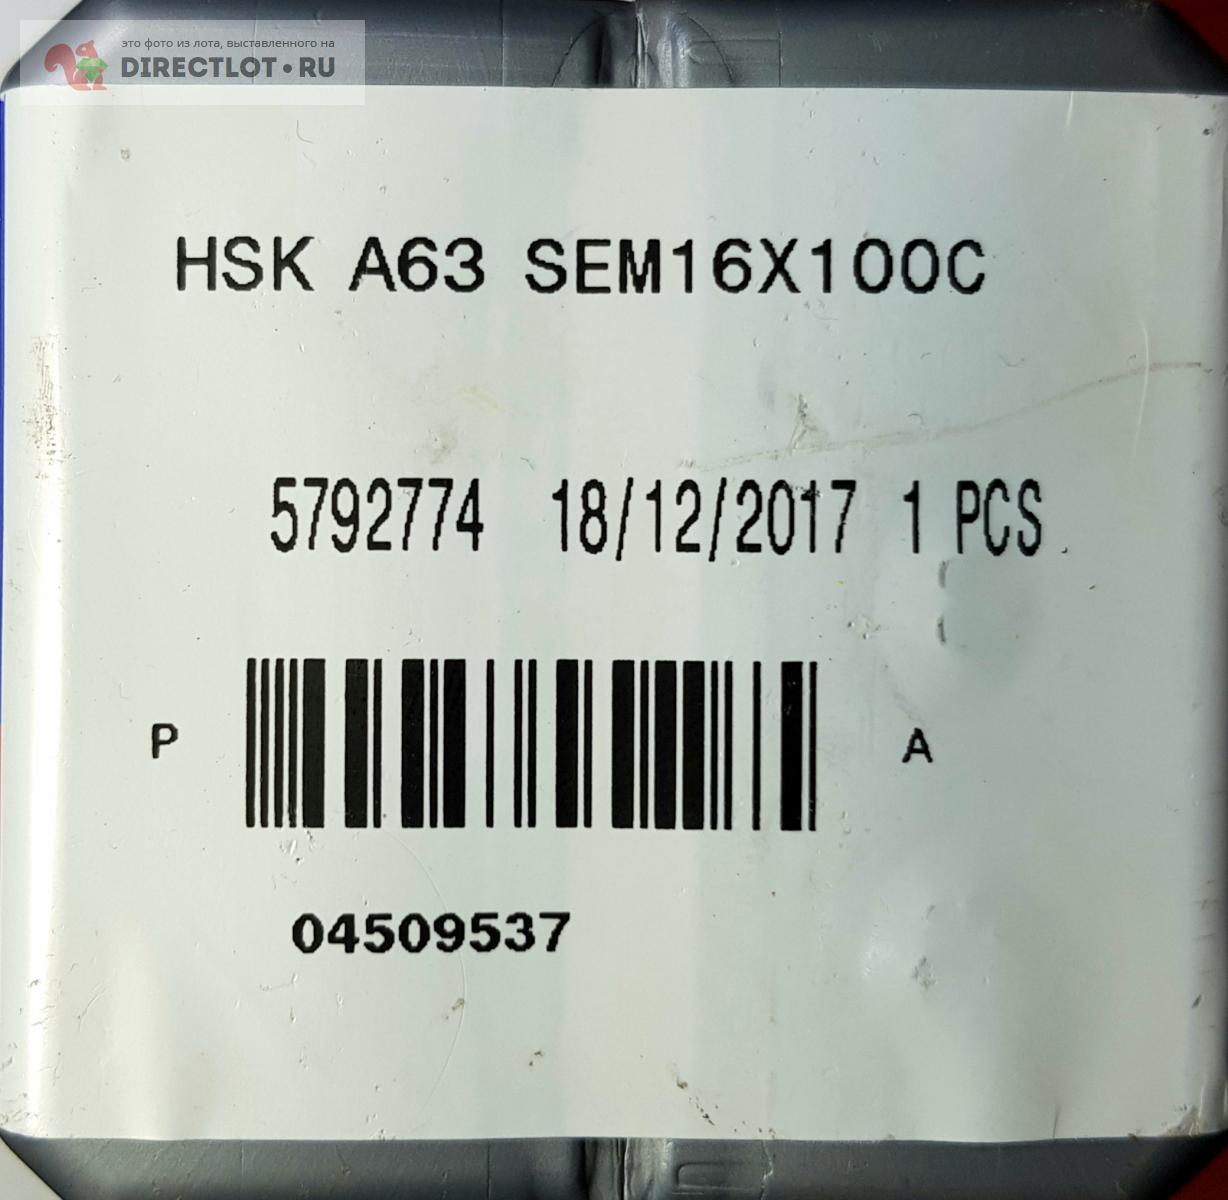 это фото из лота, выставленного на
DIRECTLOT•RU
HSK A63 SEM16X100C
5792774 18/12/2017 1 PCS
P A
04509537